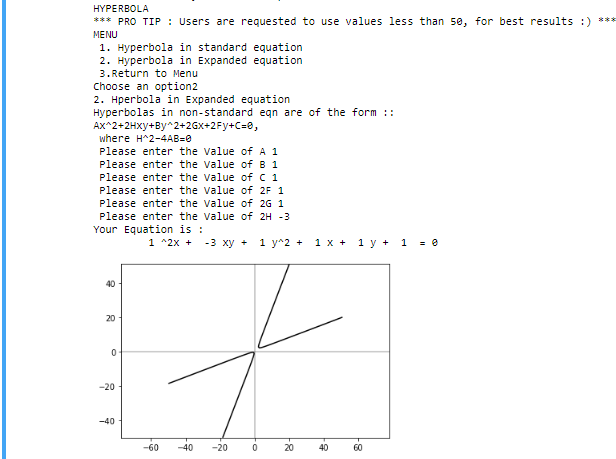 HYPERBOLA
*** PRO TIP : Users are requested to use values less than 50, for best results :) ***
MENU
1. Hyperbola in standard equation
2. Hyperbola in Expanded equation
3.Return to Menu
Choose an option2
2. Hperbola in Expanded equation
Hyperbolas in non-standard eqn are of the form ::
Ax^2+2Hxy+By^2+2Gx+2Fy+C=0,
where H^2-4AB=0
Please enter the Value of A 1
Please enter the Value of B 1
Please enter the Value of C 1
Please enter the Value of 2F 1
Please enter the Value of 2G 1
Please enter the Value of 2H -3
Your Equation is :
1 ^2x + -3 xy + 1 y^2 + 1 x + 1 y + 1 = 0
40
20
0
-20
-40
-60 -40 -20 0 20 40 60